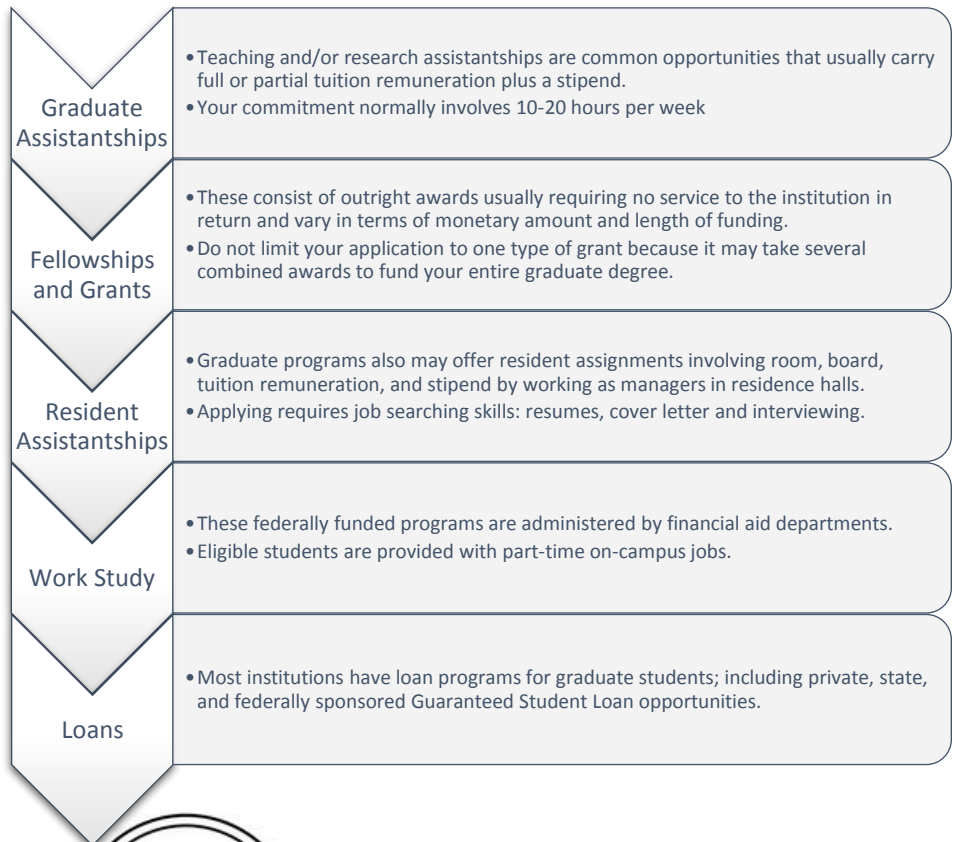 Graduate
Assistantships
•Teaching and/or research assistantships are common opportunities that usually carry
full or partial tuition remuneration plus a stipend.
•Your commitment normally involves 10-20 hours per week
Fellowships
and Grants
•These consist of outright awards usually requiring no service to the institution in
return and vary in terms of monetary amount and length of funding.
•Do not limit your application to one type of grant because it may take several
combined awards to fund your entire graduate degree.
Resident
Assistantships
•Graduate programs also may offer resident assignments involving room, board,
tuition remuneration, and stipend by working as managers in residence halls.
•Applying requires job searching skills: resumes, cover letter and interviewing.
Work Study
•These federally funded programs are administered by financial aid departments.
•Eligible students are provided with part-time on-campus jobs.
Loans
•Most institutions have loan programs for graduate students; including private, state,
and federally sponsored Guaranteed Student Loan opportunities.